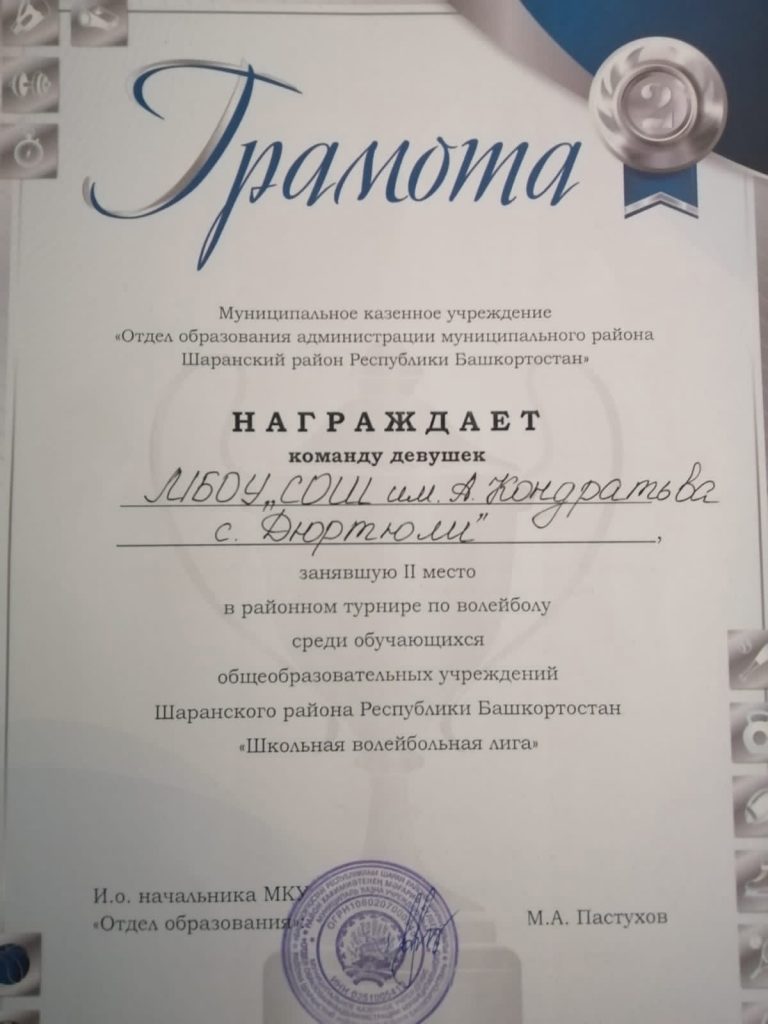 2
Грамота
Муниципальное казенное учреждение
«Отдел образования администрации муниципального района
Шаранский район Республики Башкортостан»
НАГРАЖДАЕТ
команду девушек
МБОУ „СОШ им. А. Кондратьва
с. Дюртюли",
занявшую II место
в районном турнире по волейболу
среди обучающихся
общеобразовательных учреждений
Шаранского района Республики Башкортостан
«Школьная волейбольная лига»
И.о. начальника МКУ
«Отдел образования»:
М.А. Пастухов